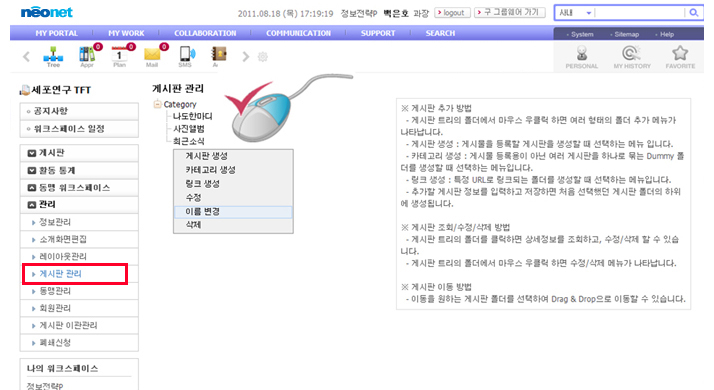 neonet
2011.08.18 (목) 17:19:19 정보전략P 백은호 과장 logout 구 그룹웨어 가기 사내
MY PORTAL MY WORK COLLABORATION COMMUNICATION SUPPORT SEARCH
- System - Sitemap - Help
0 0 0
Tree Appr Plan Mail SMS A
PERSONAL MY HISTORY FAVORITE
세포연구 TFT
공지사항
워크스페이스 일정
게시판
활동 통계
동맹 워크스페이스
관리
정보관리
소개화면편집
레이아웃관리
게시판 관리
동맹관리
회원관리
게시판 이관관리
폐쇄신청
나의 워크스페이스
정보전략P
게시판 관리
Category
나도한마디
사진앨범
최근소식
게시판 생성
카테고리 생성
링크 생성
수정
이름 변경
삭제
※ 게시판 추가 방법
- 게시판 트리의 폴더에서 마우스 우클릭 하면 여러 형태의 폴더 추가 메뉴가
나타납니다.
- 게시판 생성 : 게시물을 등록할 게시판을 생성할 때 선택하는 메뉴 입니다.
- 카테고리 생성 : 게시물 등록용이 아닌 여러 게시판을 하나로 묶는 Dummy 폴
더를 생성할 때 선택하는 메뉴입니다.
- 링크 생성 : 특정 URL로 링크되는 폴더를 생성할 때 선택하는 메뉴입니다.
- 추가할 게시판 정보를 입력하고 저장하면 처음 선택했던 게시판 폴더의 하위
에 생성됩니다.
※ 게시판 조회/수정/삭제 방법
- 게시판 트리의 폴더를 클릭하면 상세정보를 조회하고, 수정/삭제 할 수 있습
니다.
- 게시판 트리의 폴더에서 마우스 우클릭 하면 수정/삭제 메뉴가 나타납니다.
※ 게시판 이동 방법
- 이동을 원하는 게시판 폴더를 선택하여 Drag & Drop으로 이동할 수 있습니다.